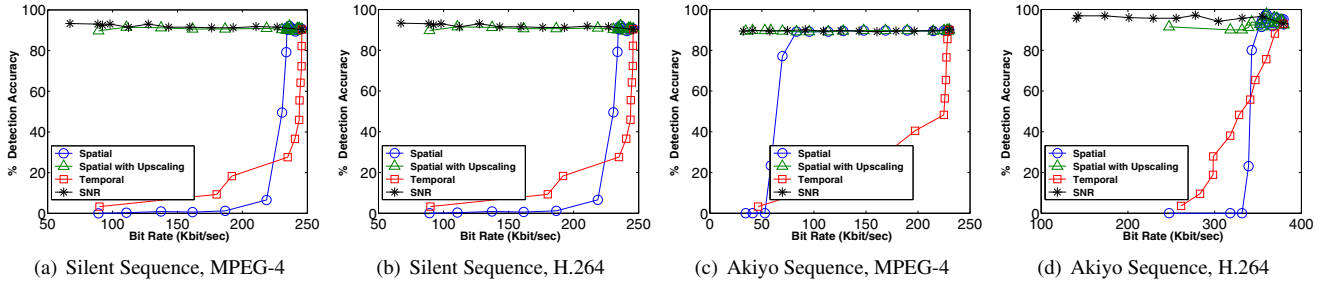 % Detection Accuracy
100
80
60
40
20
0
Spatial
Spatial with Upscaling
Temporal
SNR
50 100 150 200 250
Bit Rate (Kbit/sec)
(a) Silent Sequence, MPEG-4
% Detection Accuracy
100
80
60
40
20
0
Spatial
Spatial with Upscaling
Temporal
SNR
50 100 150 200 250
Bit Rate (Kbit/sec)
(b) Silent Sequence, H.264
% Detection Accuracy
100
80
60
40
20
0
Spatial
Spatial with Upscaling
Temporal
SNR
0 50 100 150 200 250
Bit Rate (Kbit/sec)
(c) Akiyo Sequence, MPEG-4
% Detection Accuracy
100
80
60
40
20
0
Spatial
Spatial with Upscaling
Temporal
SNR
100 200 300 400
Bit Rate (Kbit/sec)
(d) Akiyo Sequence, H.264